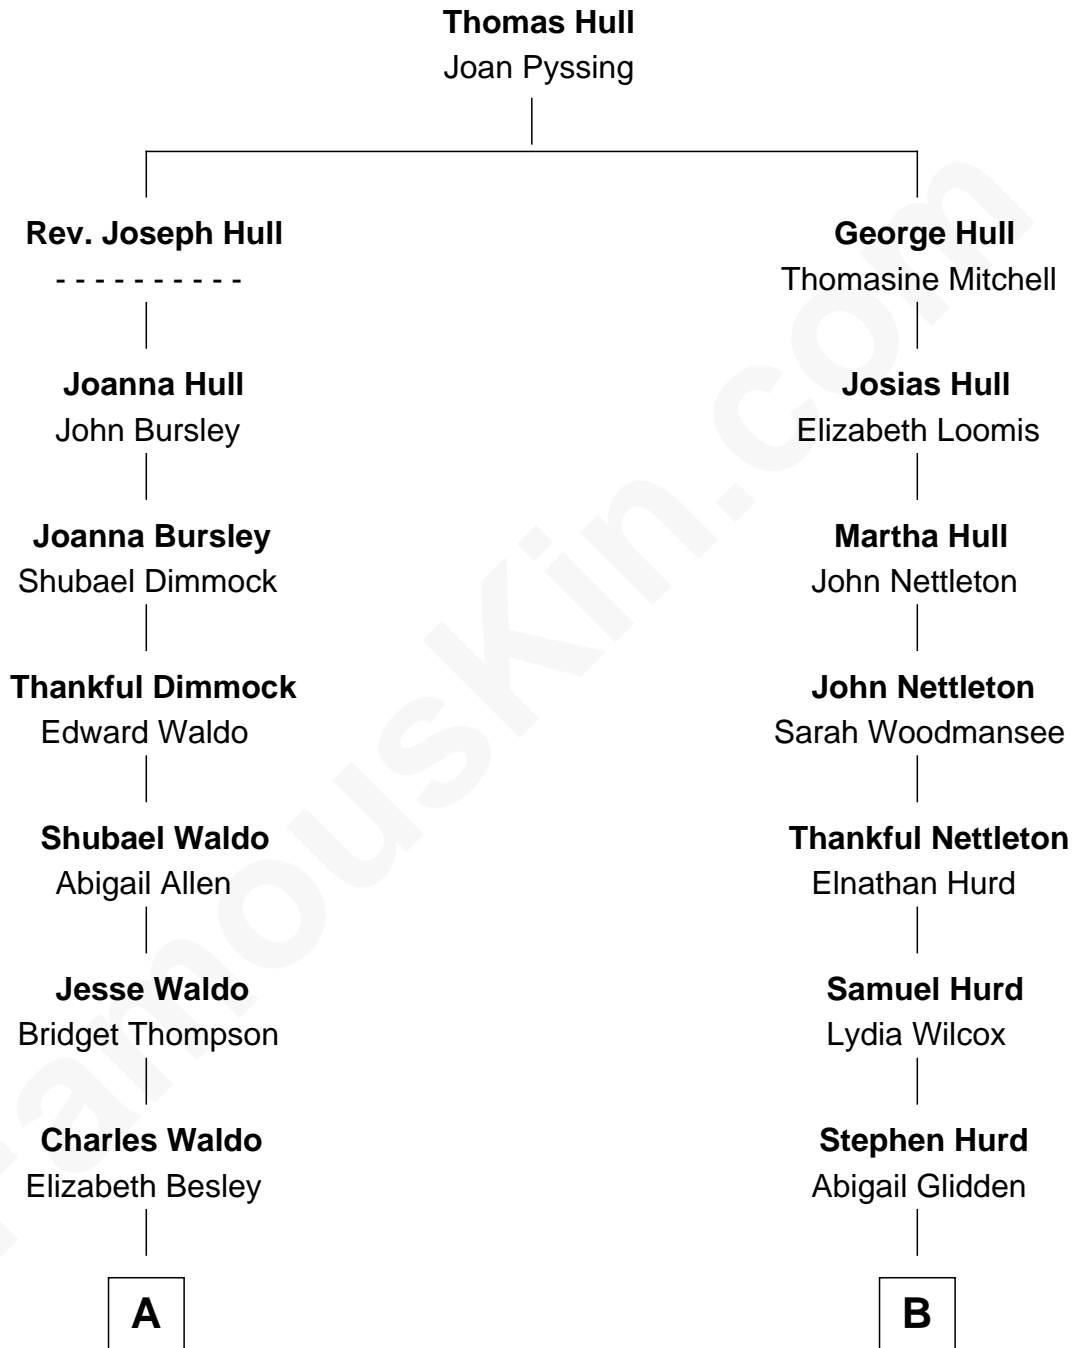 Thomas Hull
Joan Pyssing
Rev. Joseph Hull
- - - - - - - - - -
George Hull
Thomasine Mitchell
Joanna Hull
John Bursley
Josias Hull
Elizabeth Loomis
Joanna Bursley
Shubael Dimmock
Martha Hull
John Nettleton
Thankful Dimmock
Edward Waldo
John Nettleton
Sarah Woodmansee
Shubael Waldo
Abigail Allen
Thankful Nettleton
Elnathan Hurd
Jesse Waldo
Bridget Thompson
Samuel Hurd
Lydia Wilcox
Charles Waldo
Elizabeth Besley
Stephen Hurd
Abigail Glidden
A
B
FamousKin.com